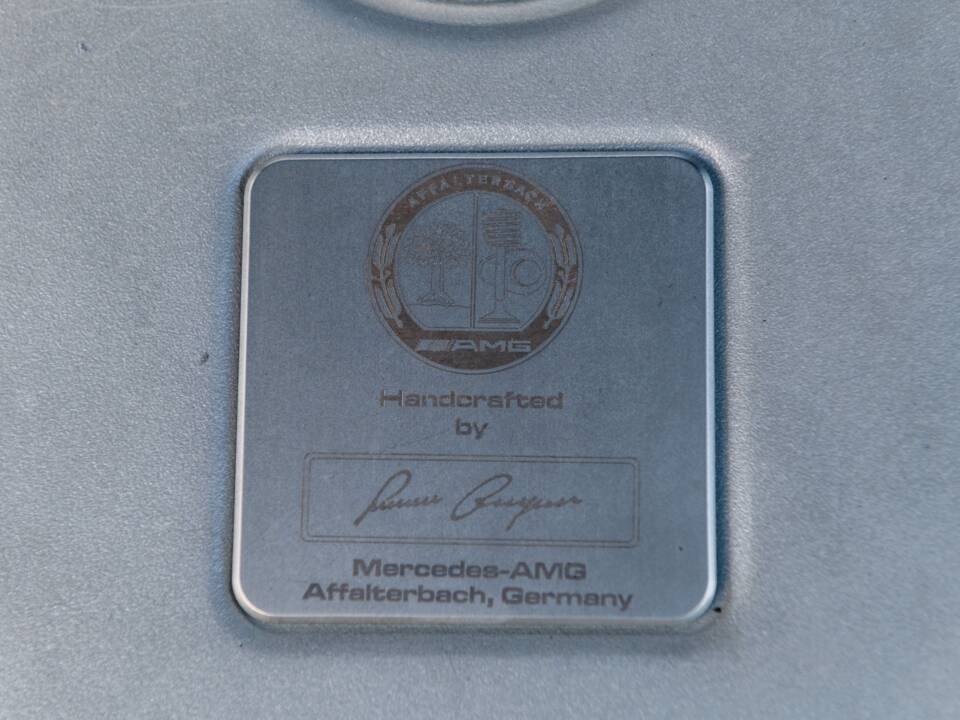 AFFALTERBACH
AMG
Handcrafted
by
Mercedes-AMG
Affalterbach, Germany